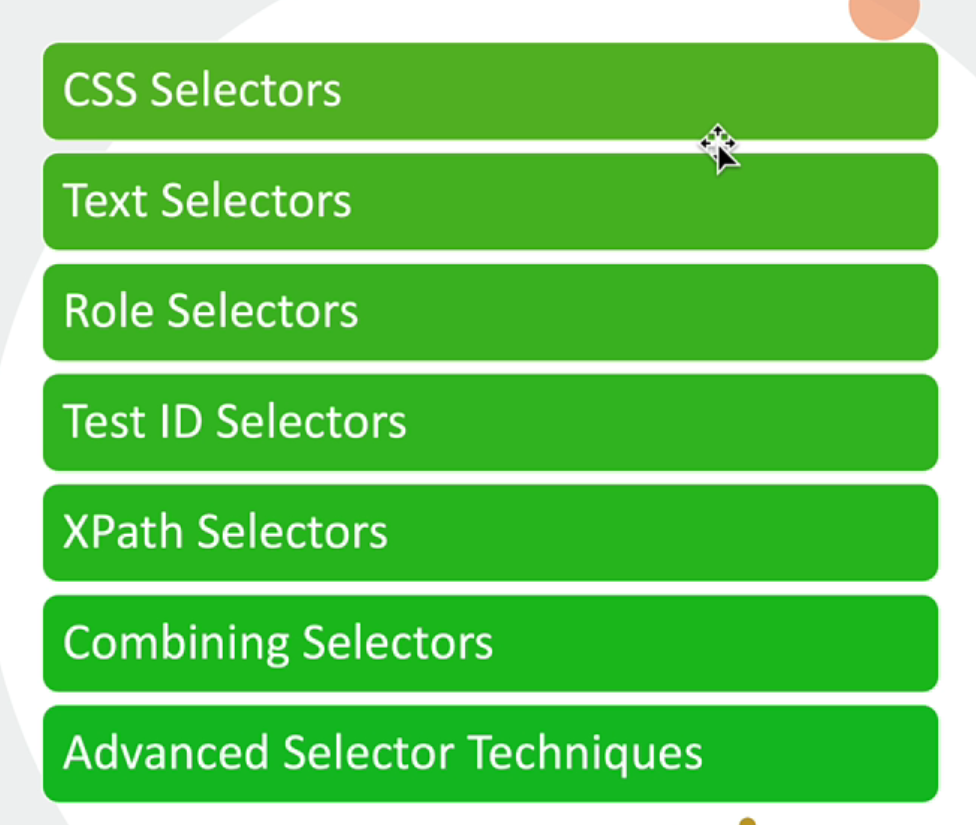 CSS Selectors
Text Selectors
Role Selectors
Test ID Selectors
XPath Selectors
Combining Selectors
Advanced Selector Techniques